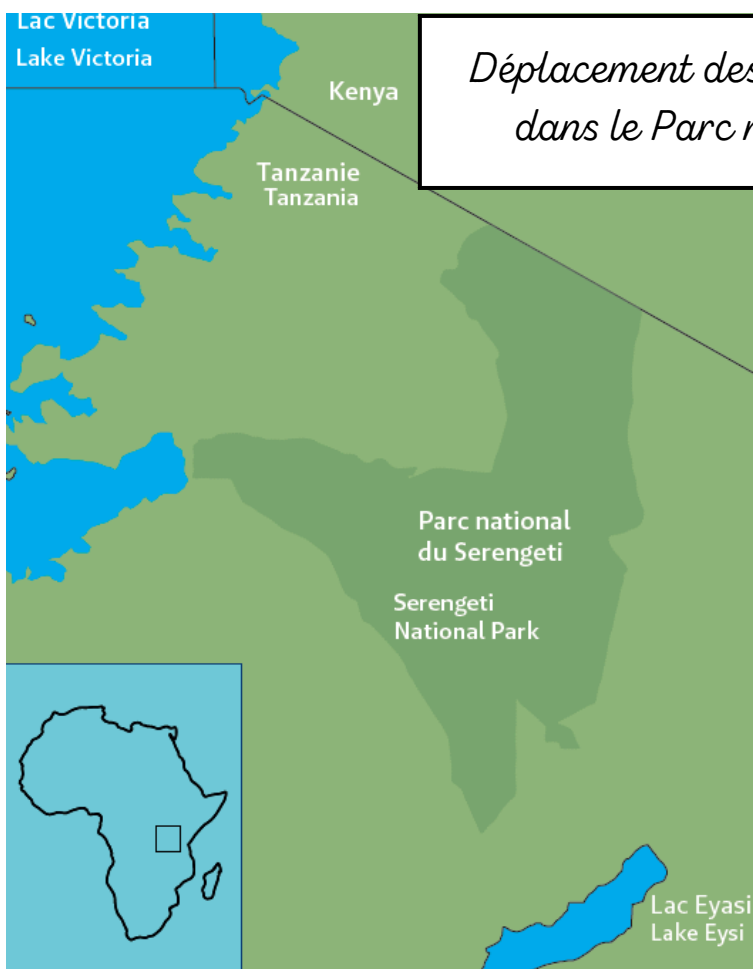 Lac Victoria
Lake Victoria
Déplacement des
dans le Parc
Kenya
Tanzanie
Tanzania
Parc national
du Serengeti
Serengeti
National Park
Lac Eyasi
Lake Eysi